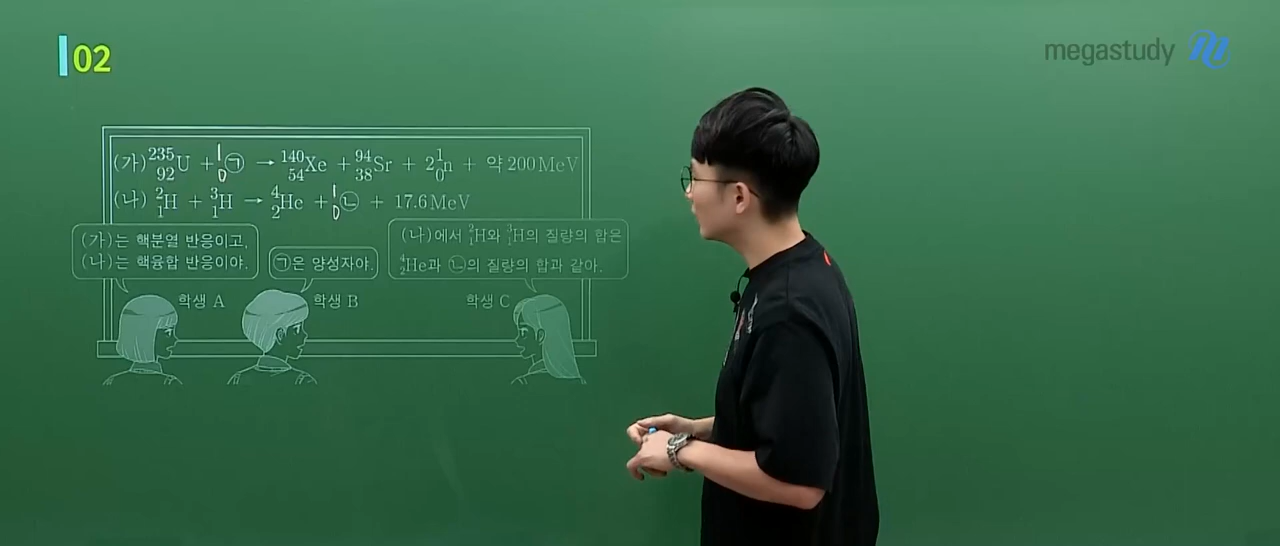 02
megastudy
(가) ²³⁵₉₂U + ¹₀㉠ → ¹⁴⁰₅₄Xe + ⁹⁴₃₈Sr + 2¹₀n + 약 200MeV
(나) ²₁H + ³₁H → ⁴₂He + ¹₀㉡ + 17.6MeV
(가)는 핵분열 반응이고,
(나)는 핵융합 반응이야.
㉠은 양성자야.
(나)에서 ²₁H와 ³₁H의 질량의 합은
⁴₂He과 ㉡의 질량의 합과 같아.
학생 A
학생 B
학생 C